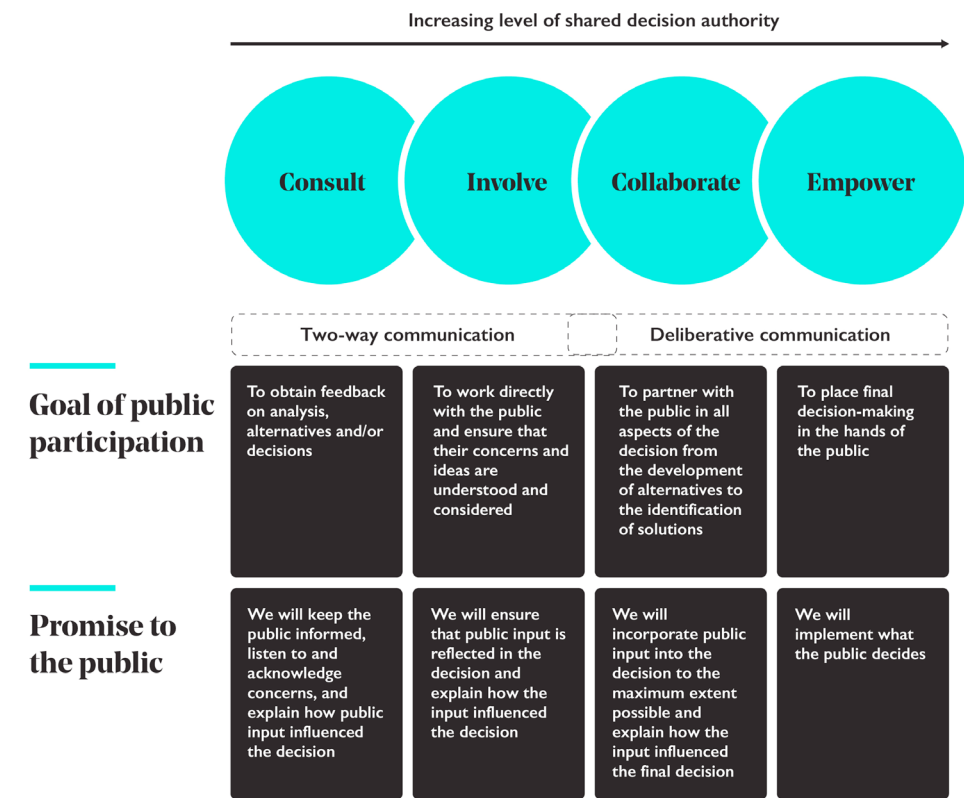 Increasing level of shared decision authority
Consult
Involve
Collaborate
Empower
Two-way communication
Deliberative communication
Goal of public
participation
To obtain feedback
on analysis,
alternatives and/or
decisions
To work directly
with the public
and ensure that
their concerns and
ideas are
understood and
considered
To partner with
the public in all
aspects of the
decision from
the development
of alternatives to
the identification
of solutions
To place final
decision-making
in the hands of
the public
Promise to
the public
We will keep the
public informed,
listen to and
acknowledge
concerns, and
explain how public
input influenced
the decision
We will ensure
that public input is
reflected in the
decision and
explain how the
input influenced
the decision
We will
incorporate public
input into the
decision to the
maximum extent
possible and
explain how the
input influenced
the final decision
We will
implement what
the public decides